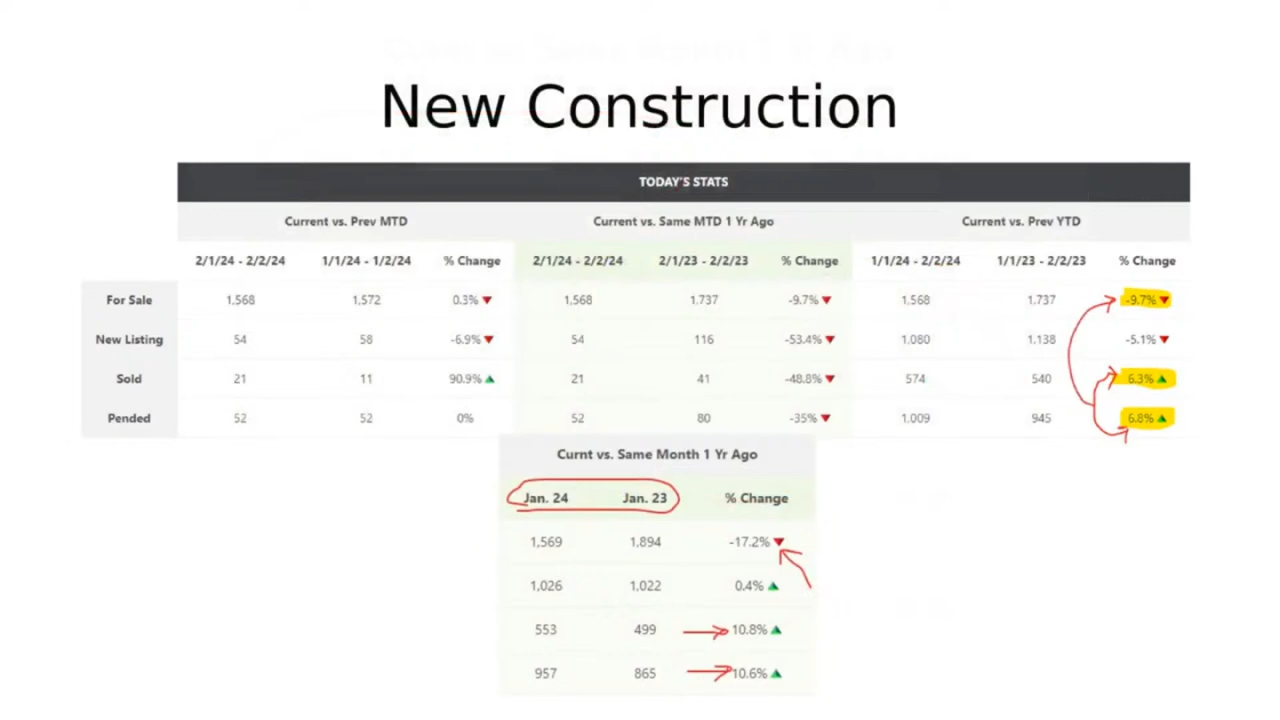 New Construction
TODAY'S STATS
Current vs. Prev MTD Current vs. Same MTD 1 Yr Ago Current vs. Prev YTD
2/1/24 - 2/2/24 1/1/24 - 1/2/24 % Change 2/1/24 - 2/2/24 2/1/23 - 2/2/23 % Change 1/1/24 - 2/2/24 1/1/23 - 2/2/23 % Change
For Sale 1,568 1,572 0.3% 1,568 1,737 -9.7% 1,568 1,737 -9.7%
New Listing 54 58 -6.9% 54 116 -53.4% 1,080 1,138 -5.1%
Sold 21 11 90.9% 21 41 -48.8% 574 540 6.3%
Pended 52 52 0% 52 80 -35% 1,009 945 6.8%
Curnt vs. Same Month 1 Yr Ago
Jan. 24 Jan. 23 % Change
1,569 1,894 -17.2%
1,026 1,022 0.4%
553 499 10.8%
957 865 10.6%